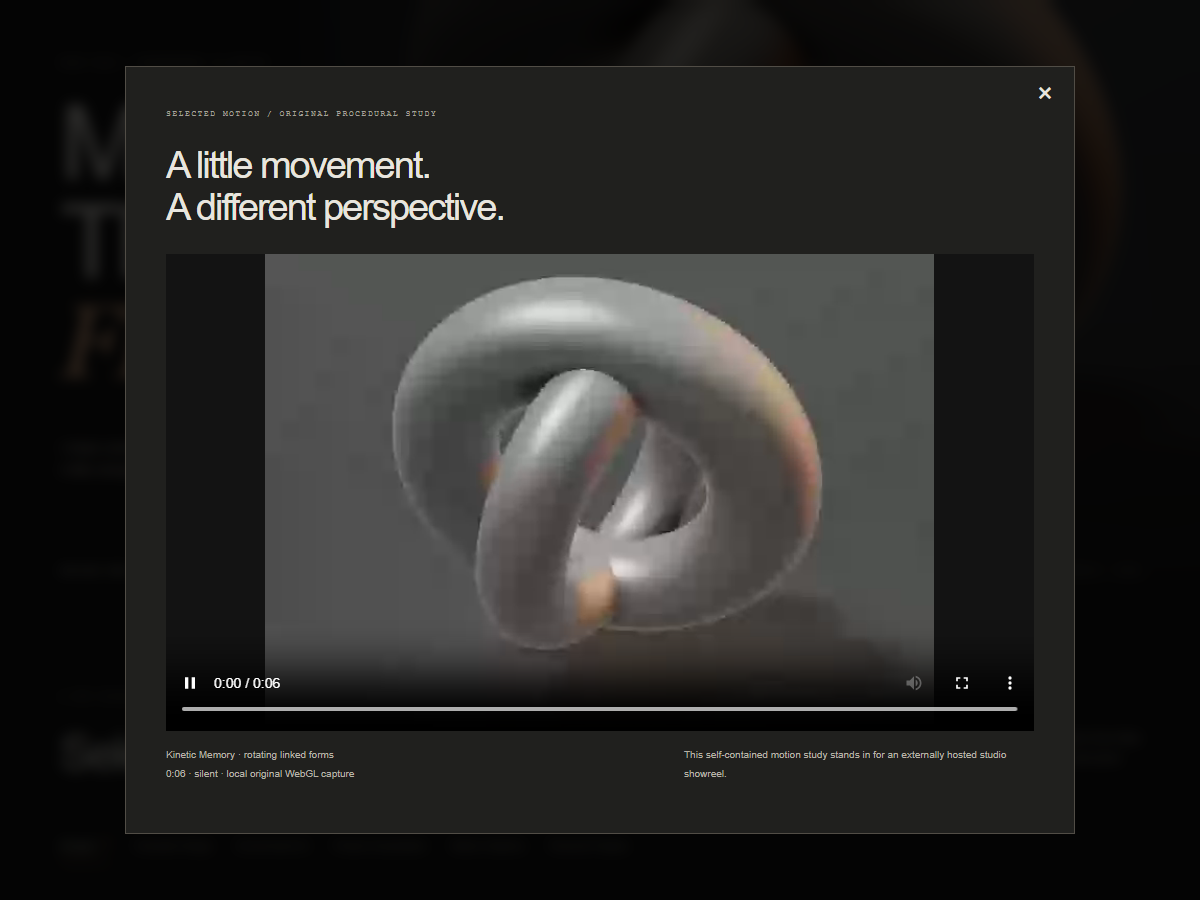 SELECTED MOTION / ORIGINAL PROCEDURAL STUDY
A little movement.
A different perspective.
0:00 / 0:06
Kinetic Memory · rotating linked forms
0:06 · silent · local original WebGL capture
This self-contained motion study stands in for an externally hosted studio
showreel.